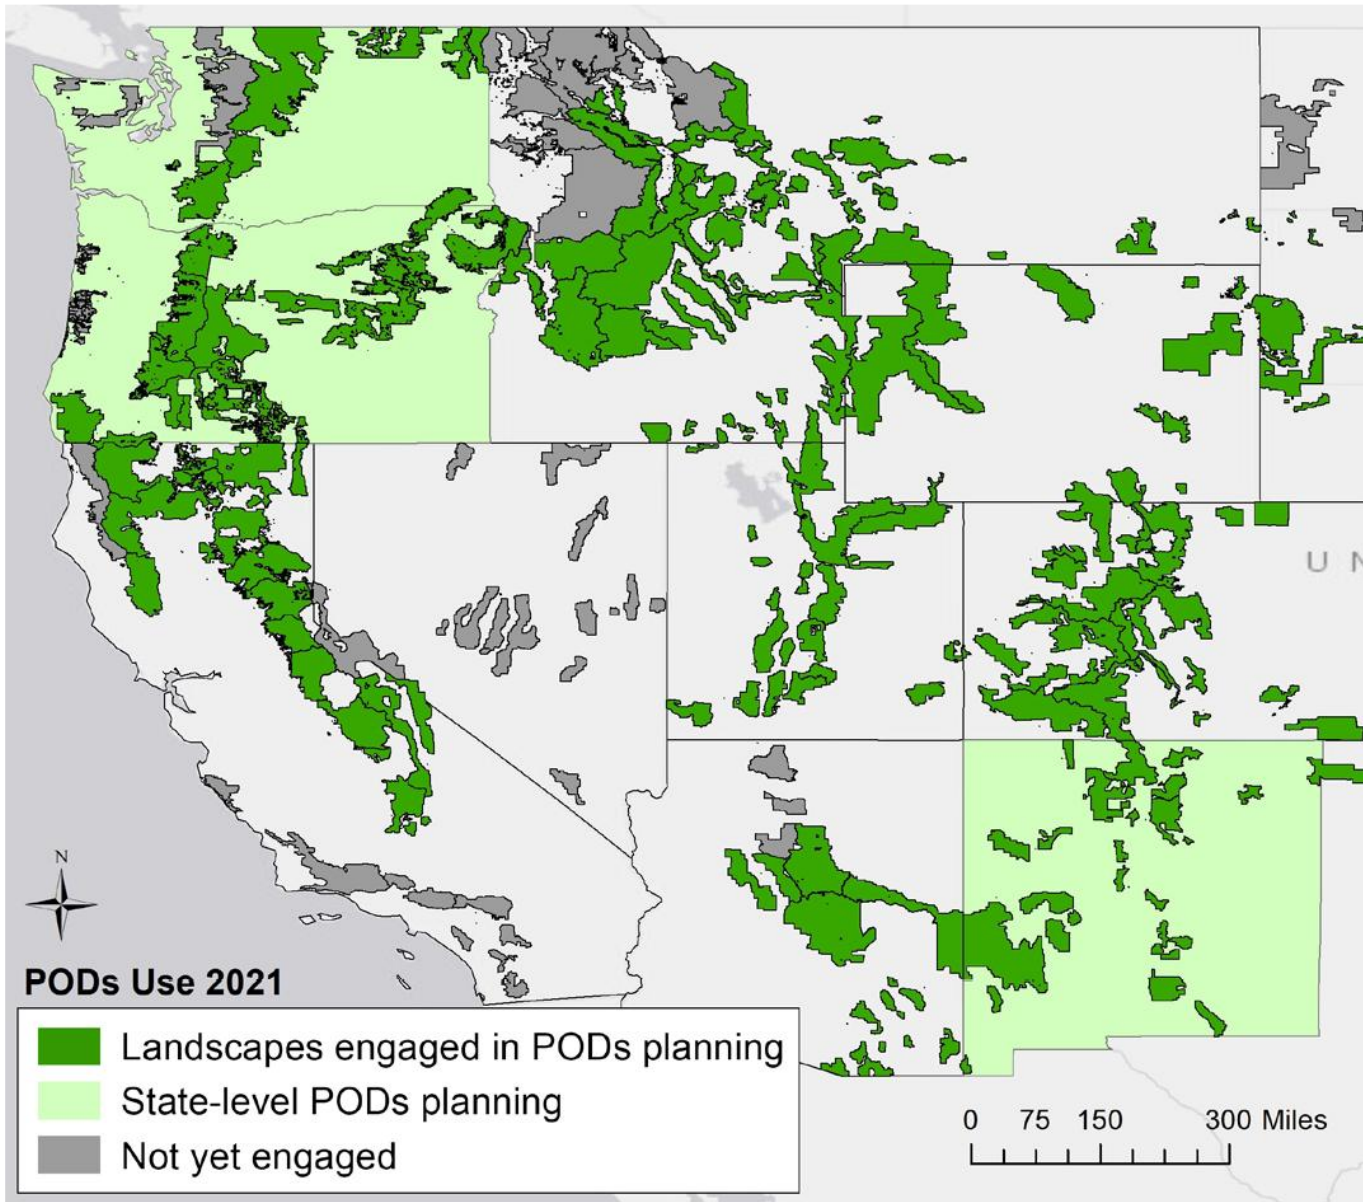 U N
N
PODs Use 2021
Landscapes engaged in PODs planning
State-level PODs planning
Not yet engaged
0 75 150 300 Miles